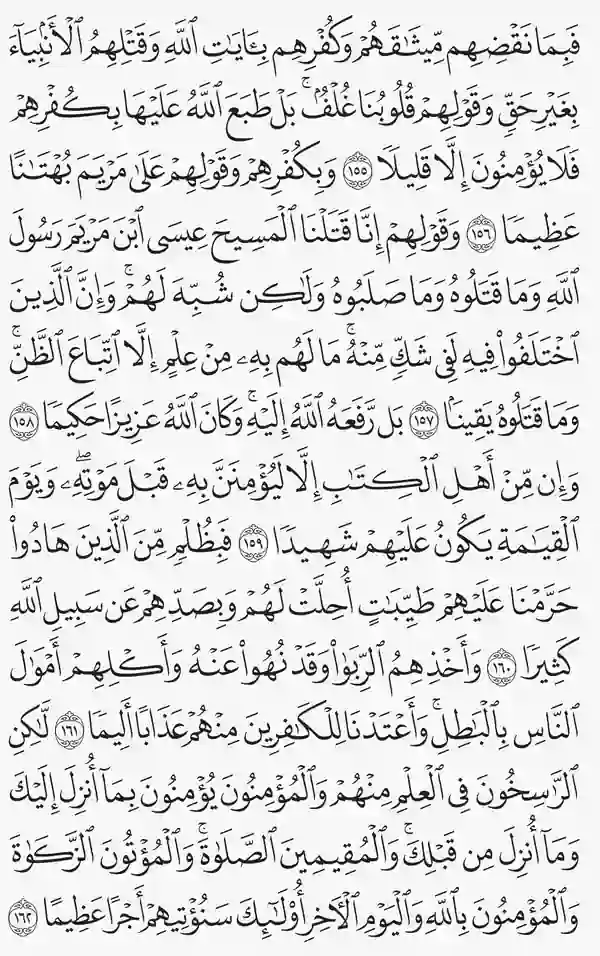 فَبِمَا نَقۡضِهِم مِّيثَٰقَهُمۡ وَكُفۡرِهِم بِـَٔايَٰتِ ٱللَّهِ وَقَتۡلِهِمُ ٱلۡأَنۢبِيَآءَ
بِغَيۡرِ حَقّٖ وَقَوۡلِهِمۡ قُلُوبُنَا غُلۡفُۢۚ بَلۡ طَبَعَ ٱللَّهُ عَلَيۡهَا بِكُفۡرِهِمۡ
فَلَا يُؤۡمِنُونَ إِلَّا قَلِيلٗا ١٥٥ وَبِكُفۡرِهِمۡ وَقَوۡلِهِمۡ عَلَىٰ مَرۡيَمَ بُهۡتَٰنًا
عَظِيمٗا ١٥٦ وَقَوۡلِهِمۡ إِنَّا قَتَلۡنَا ٱلۡمَسِيحَ عِيسَى ٱبۡنَ مَرۡيَمَ رَسُولَ
ٱللَّهِ وَمَا قَتَلُوهُ وَمَا صَلَبُوهُ وَلَٰكِن شُبِّهَ لَهُمۡۚ وَإِنَّ ٱلَّذِينَ
ٱخۡتَلَفُواْ فِيهِ لَفِي شَكّٖ مِّنۡهُۚ مَا لَهُم بِهِۦ مِنۡ عِلۡمٍ إِلَّا ٱتِّبَاعَ ٱلظَّنِّۚ
وَمَا قَتَلُوهُ يَقِينَۢا ١٥٧ بَل رَّفَعَهُ ٱللَّهُ إِلَيۡهِۚ وَكَانَ ٱللَّهُ عَزِيزًا حَكِيمٗا ١٥٨
وَإِن مِّنۡ أَهۡلِ ٱلۡكِتَٰبِ إِلَّا لَيُؤۡمِنَنَّ بِهِۦ قَبۡلَ مَوۡتِهِۦۖ وَيَوۡمَ
ٱلۡقِيَٰمَةِ يَكُونُ عَلَيۡهِمۡ شَهِيدٗا ١٥٩ فَبِظُلۡمٖ مِّنَ ٱلَّذِينَ هَادُواْ
حَرَّمۡنَا عَلَيۡهِمۡ طَيِّبَٰتٍ أُحِلَّتۡ لَهُمۡ وَبِصَدِّهِمۡ عَن سَبِيلِ ٱللَّهِ
كَثِيرٗا ١٦٠ وَأَخۡذِهِمُ ٱلرِّبَوٰاْ وَقَدۡ نُهُواْ عَنۡهُ وَأَكۡلِهِمۡ أَمۡوَٰلَ
ٱلنَّاسِ بِٱلۡبَٰطِلِۚ وَأَعۡتَدۡنَا لِلۡكَٰفِرِينَ مِنۡهُمۡ عَذَابًا أَلِيمٗا ١٦١ لَّٰكِنِ
ٱلرَّٰسِخُونَ فِي ٱلۡعِلۡمِ مِنۡهُمۡ وَٱلۡمُؤۡمِنُونَ يُؤۡمِنُونَ بِمَآ أُنزِلَ إِلَيۡكَ
وَمَآ أُنزِلَ مِن قَبۡلِكَۚ وَٱلۡمُقِيمِينَ ٱلصَّلَوٰةَۚ وَٱلۡمُؤۡتُونَ ٱلزَّكَوٰةَ
وَٱلۡمُؤۡمِنُونَ بِٱللَّهِ وَٱلۡيَوۡمِ ٱلۡأٓخِرِ أُوْلَٰٓئِكَ سَنُؤۡتِيهِمۡ أَجۡرًا عَظِيمًا ١٦٢